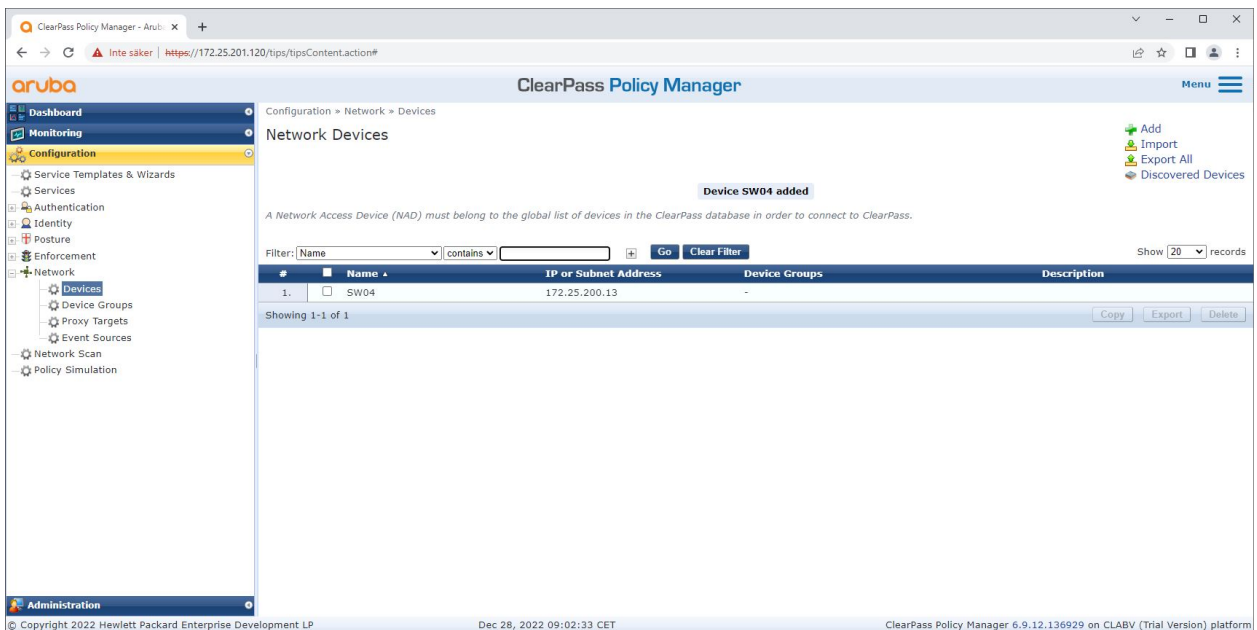 ClearPass Policy Manager - Arub
Inte säker | https://172.25.201.120/tips/tipsContent.action#
aruba
ClearPass Policy Manager
Menu
Dashboard
Monitoring
Configuration
Service Templates & Wizards
Services
Authentication
Identity
Posture
Enforcement
Network
Devices
Device Groups
Proxy Targets
Event Sources
Network Scan
Policy Simulation
Administration
Configuration » Network » Devices
Network Devices
Add
Import
Export All
Discovered Devices
Device SW04 added
A Network Access Device (NAD) must belong to the global list of devices in the ClearPass database in order to connect to ClearPass.
Filter: Name contains Go Clear Filter Show 20 records
# Name IP or Subnet Address Device Groups Description
1. SW04 172.25.200.13 -
Showing 1-1 of 1 Copy Export Delete
© Copyright 2022 Hewlett Packard Enterprise Development LP Dec 28, 2022 09:02:33 CET ClearPass Policy Manager 6.9.12.136929 on CLABV (Trial Version) platform